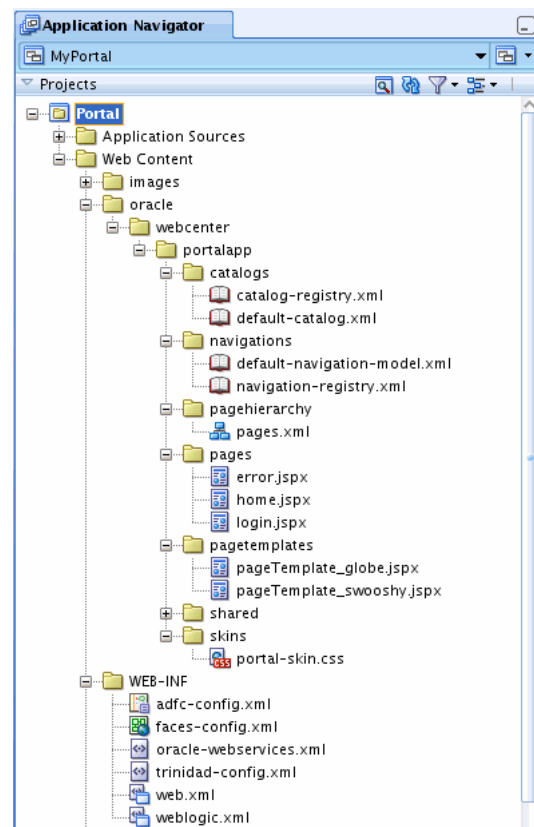 Application Navigator
MyPortal
Projects
Portal
Application Sources
Web Content
images
oracle
webcenter
portalapp
catalogs
catalog-registry.xml
default-catalog.xml
navigations
default-navigation-model.xml
navigation-registry.xml
pagehierarchy
pages.xml
pages
error.jspx
home.jspx
login.jspx
pagetemplates
pageTemplate_globe.jspx
pageTemplate_swooshy.jspx
shared
skins
CSS portal-skin.css
WEB-INF
adfc-config.xml
faces-config.xml
oracle-webservices.xml
trinidad-config.xml
web.xml
weblogic.xml